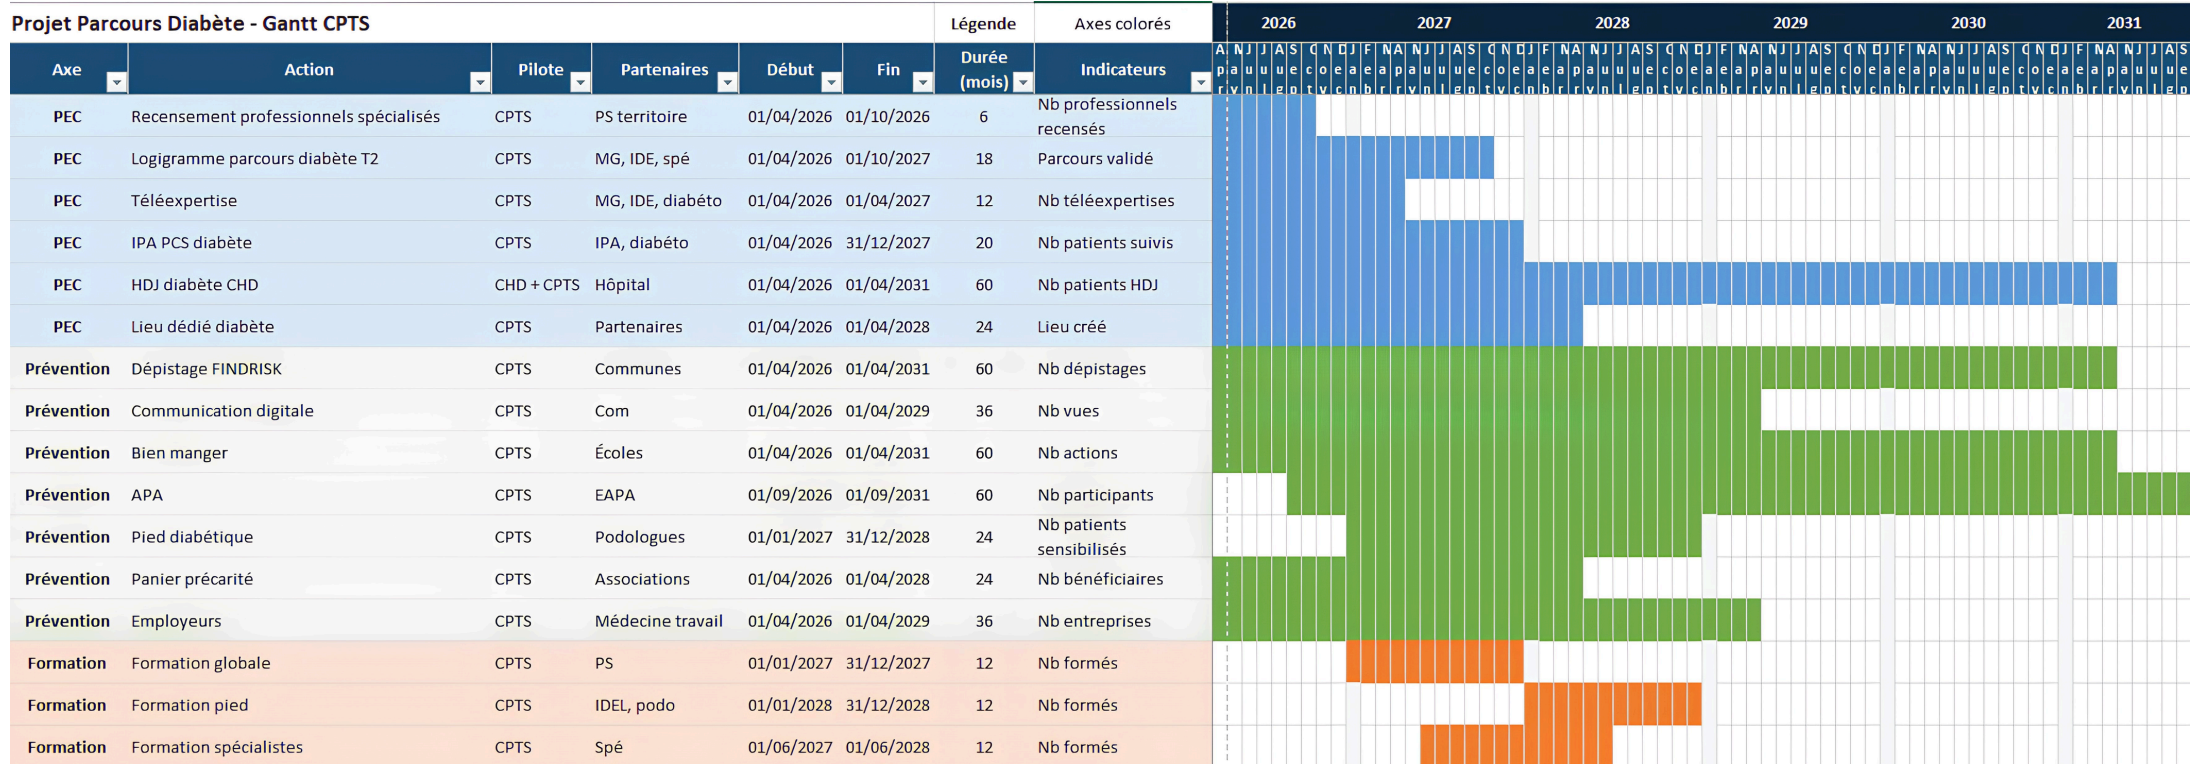 Projet Parcours Diabète - Gantt CPTS Légende Axes colorés 2026 2027 2028 2029 2030 2031
Axe Action Pilote Partenaires Début Fin Durée (mois) Indicateurs
PEC Recensement professionnels spécialisés CPTS PS territoire 01/04/2026 01/10/2026 6 Nb professionnels recensés
PEC Logigramme parcours diabète T2 CPTS MG, IDE, spé 01/04/2026 01/10/2027 18 Parcours validé
PEC Téléexpertise CPTS MG, IDE, diabéto 01/04/2026 01/04/2027 12 Nb téléexpertises
PEC IPA PCS diabète CPTS IPA, diabéto 01/04/2026 31/12/2027 20 Nb patients suivis
PEC HDJ diabète CHD CHD + CPTS Hôpital 01/04/2026 01/04/2031 60 Nb patients HDJ
PEC Lieu dédié diabète CPTS Partenaires 01/04/2026 01/04/2028 24 Lieu créé
Prévention Dépistage FINDRISK CPTS Communes 01/04/2026 01/04/2031 60 Nb dépistages
Prévention Communication digitale CPTS Com 01/04/2026 01/04/2029 36 Nb vues
Prévention Bien manger CPTS Écoles 01/04/2026 01/04/2031 60 Nb actions
Prévention APA CPTS EAPA 01/09/2026 01/09/2031 60 Nb participants
Prévention Pied diabétique CPTS Podologues 01/01/2027 31/12/2028 24 Nb patients sensibilisés
Prévention Panier précarité CPTS Associations 01/04/2026 01/04/2028 24 Nb bénéficiaires
Prévention Employeurs CPTS Médecine travail 01/04/2026 01/04/2029 36 Nb entreprises
Formation Formation globale CPTS PS 01/01/2027 31/12/2027 12 Nb formés
Formation Formation pied CPTS IDEL, podo 01/01/2028 31/12/2028 12 Nb formés
Formation Formation spécialistes CPTS Spé 01/06/2027 01/06/2028 12 Nb formés